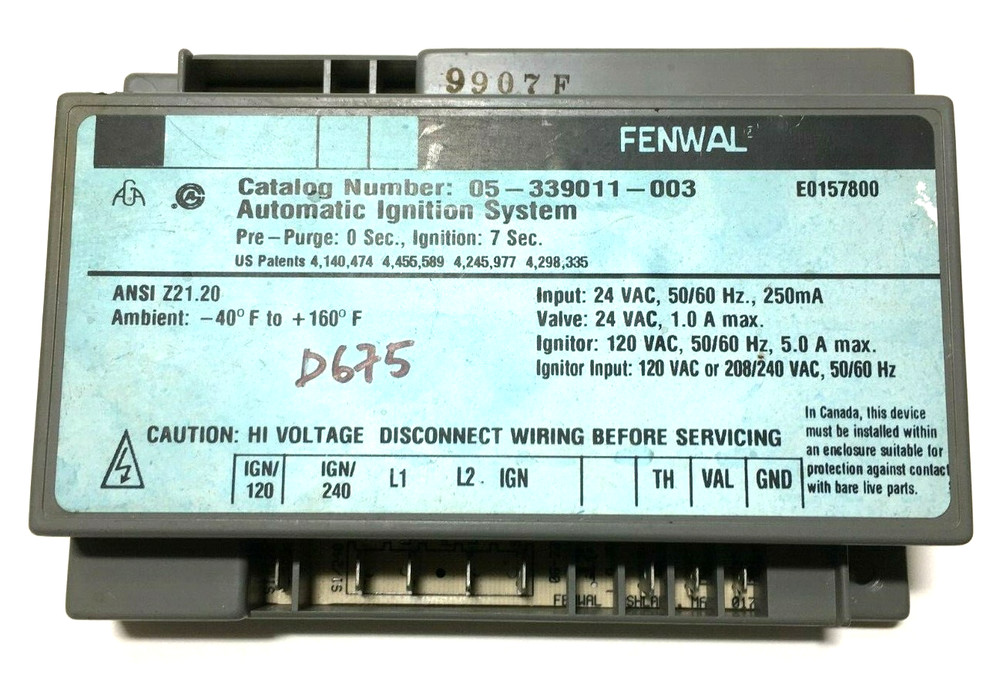 9907F
FENWAL
Catalog Number: 05-339011-003
E0157800
Automatic Ignition System
Pre-Purge: 0 Sec., Ignition: 7 Sec.
US Patents 4,140,474 4,455,589 4,245,977 4,298,335
ANSI Z21.20
Ambient: -40° F to +160° F
Input: 24 VAC, 50/60 Hz., 250mA
Valve: 24 VAC, 1.0 A max.
Ignitor: 120 VAC, 50/60 Hz, 5.0 A max.
Ignitor Input: 120 VAC or 208/240 VAC, 50/60 Hz
D675
CAUTION: HI VOLTAGE DISCONNECT WIRING BEFORE SERVICING
In Canada, this device
must be installed within
an enclosure suitable for
protection against contact
with bare live parts.
IGN/
120
IGN/
240
L1
L2
IGN
TH
VAL
GND
FENWAL